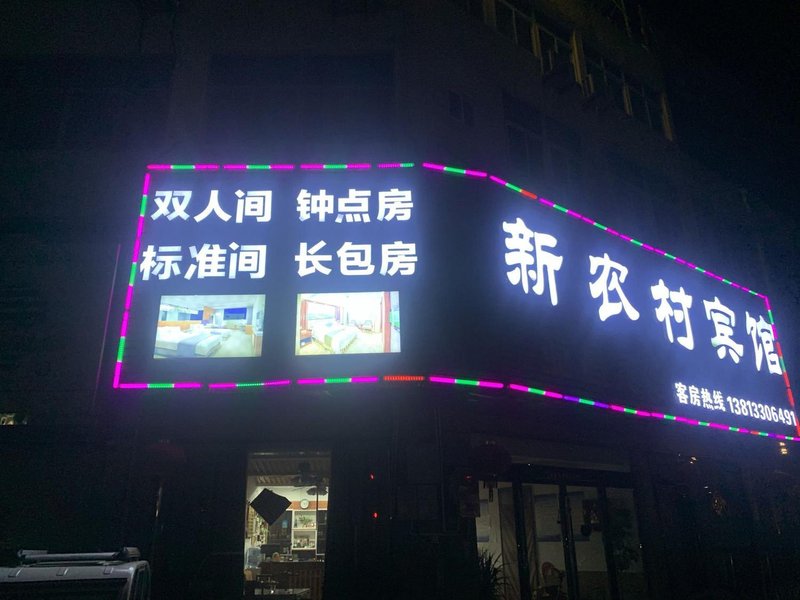 双人间 钟点房
标准间 长包房
新农村宾馆
客房热线 13813306491